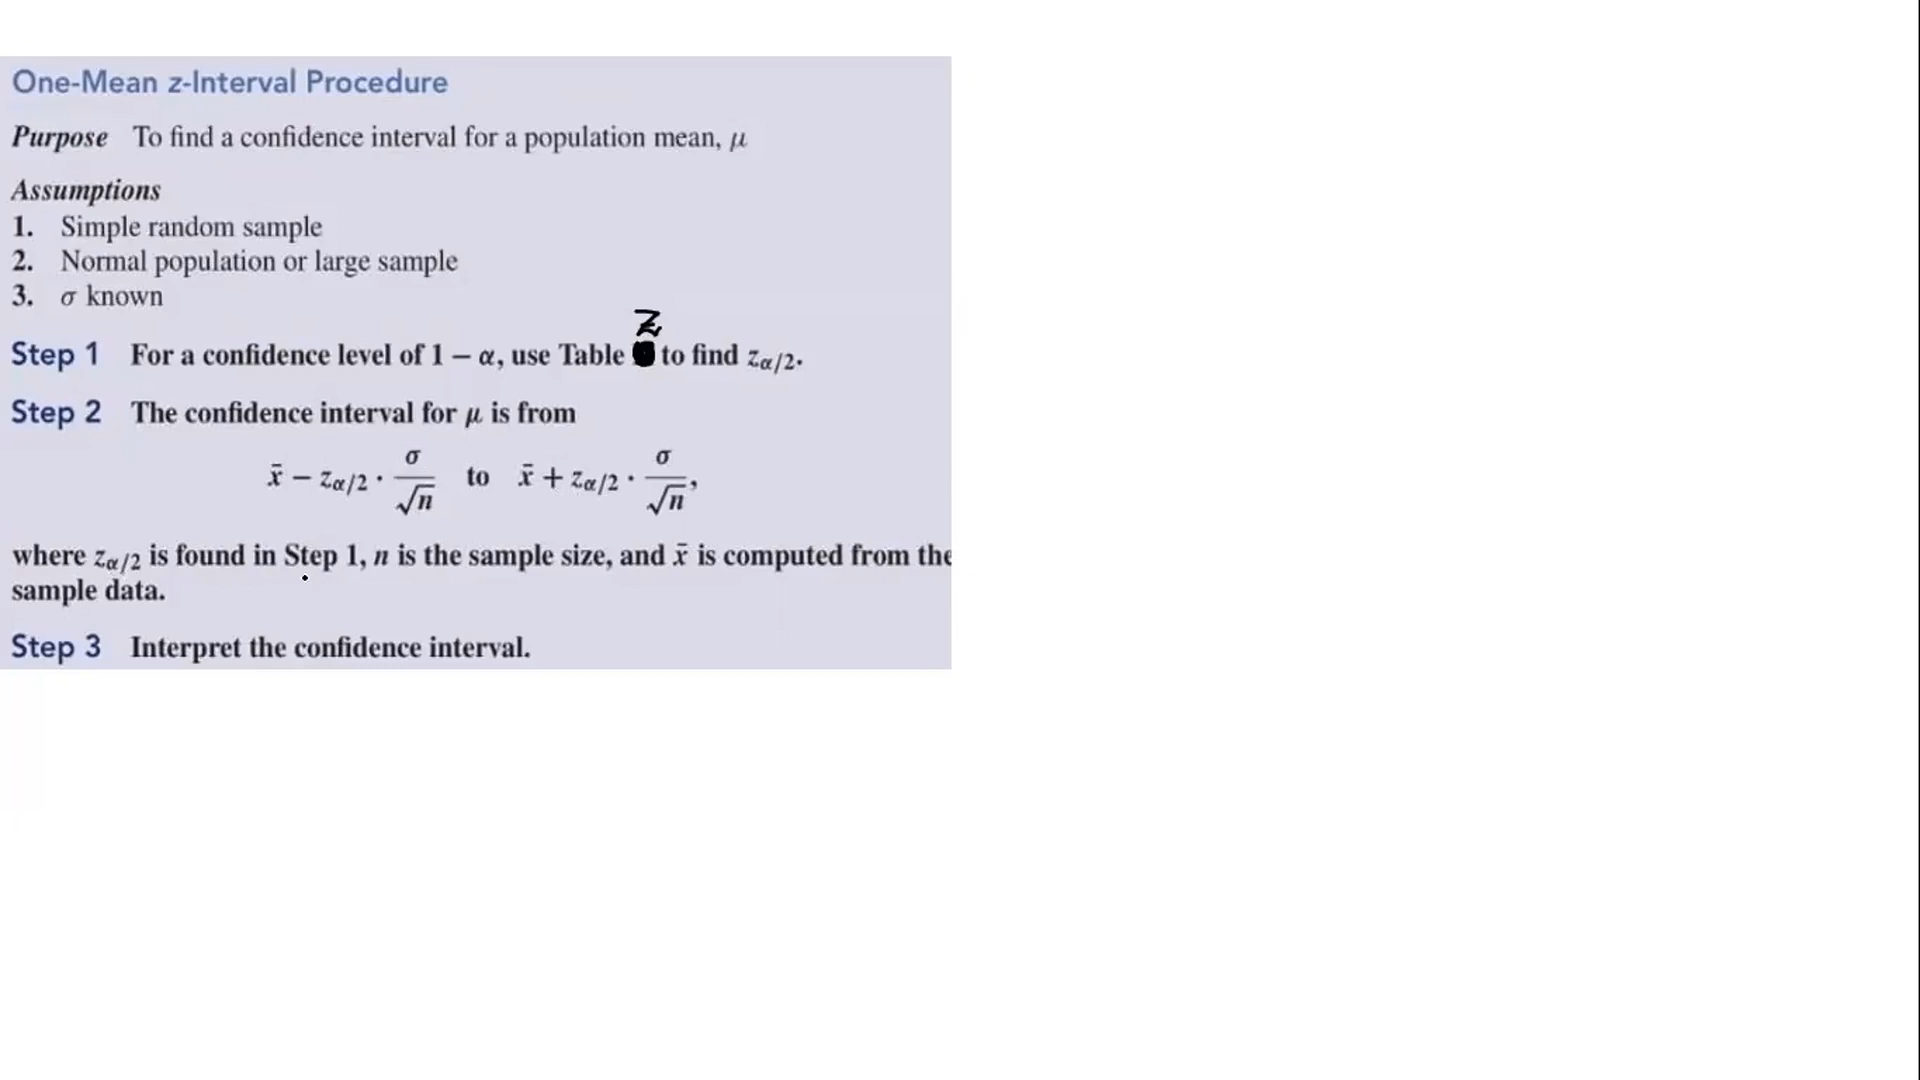 One-Mean z-Interval Procedure
Purpose To find a confidence interval for a population mean, μ
Assumptions
1. Simple random sample
2. Normal population or large sample
3. σ known
Z
Step 1 For a confidence level of 1 − α, use Table to find zα/2.
Step 2 The confidence interval for μ is from
x̄ − zα/2 · σ/√n to x̄ + zα/2 · σ/√n,
where zα/2 is found in Step 1, n is the sample size, and x̄ is computed from the
sample data.
Step 3 Interpret the confidence interval.